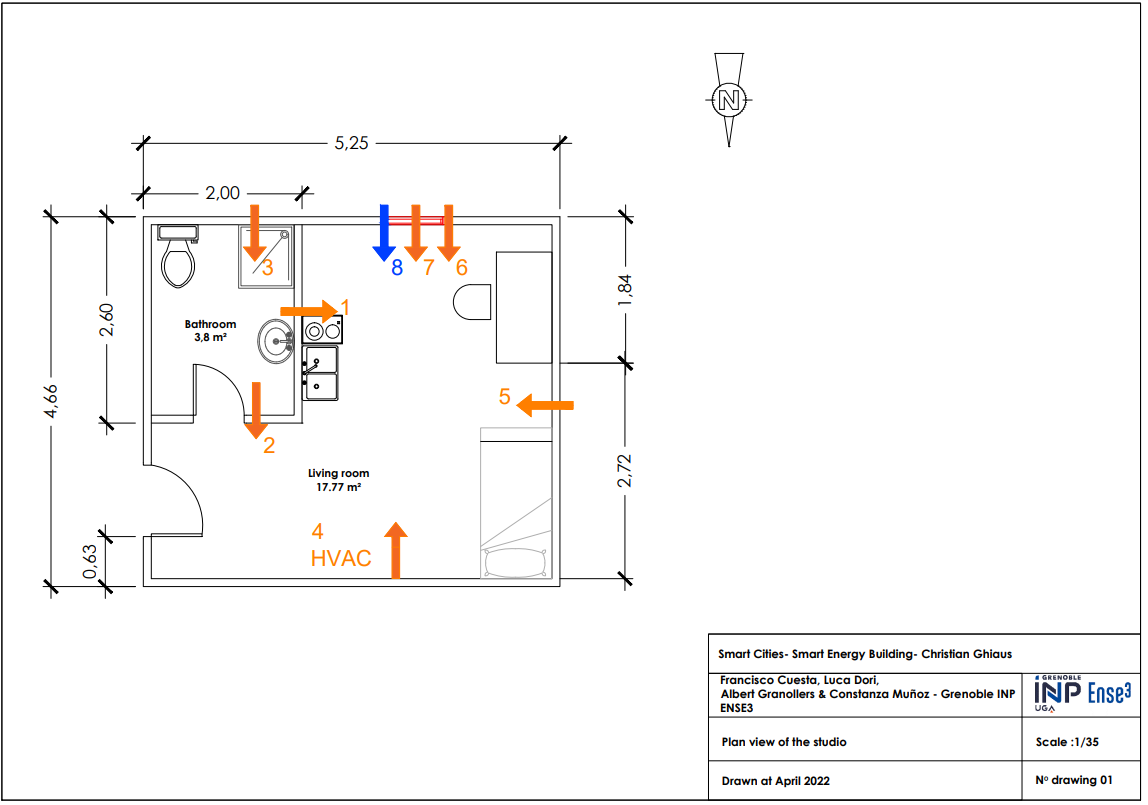 N
5,25
2,00
3
8
7
6
1
Bathroom
3,8 m²
2,60
1,84
4,66
5
2
Living room
17.77 m²
2,72
4
HVAC
0,63
Smart Cities- Smart Energy Building- Christian Ghiaus
Francisco Cuesta, Luca Dori,
Albert Granollers & Constanza Muñoz - Grenoble INP
ENSE3
GRENOBLE
INP Ense3
UGA
Plan view of the studio
Scale :1/35
Drawn at April 2022
Nº drawing 01